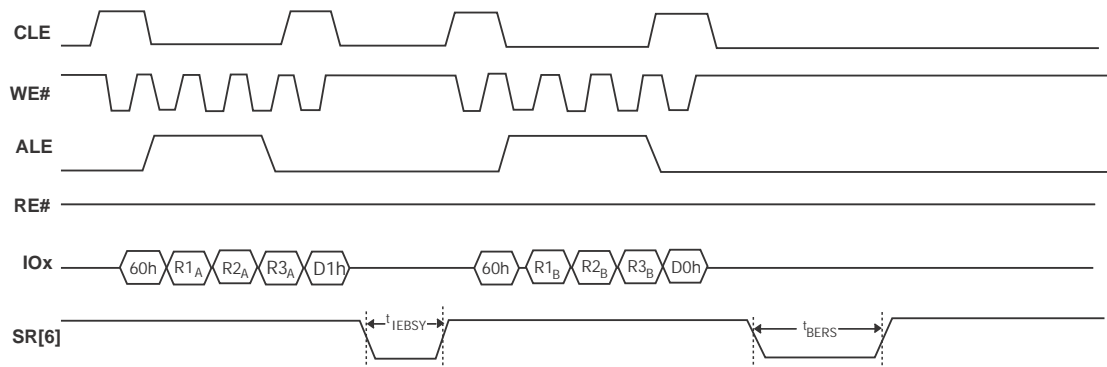 CLE
WE#
ALE
RE#
IOx 60h R1A R2A R3A D1h 60h R1B R2B R3B D0h
SR[6] tIEBSY tBERS